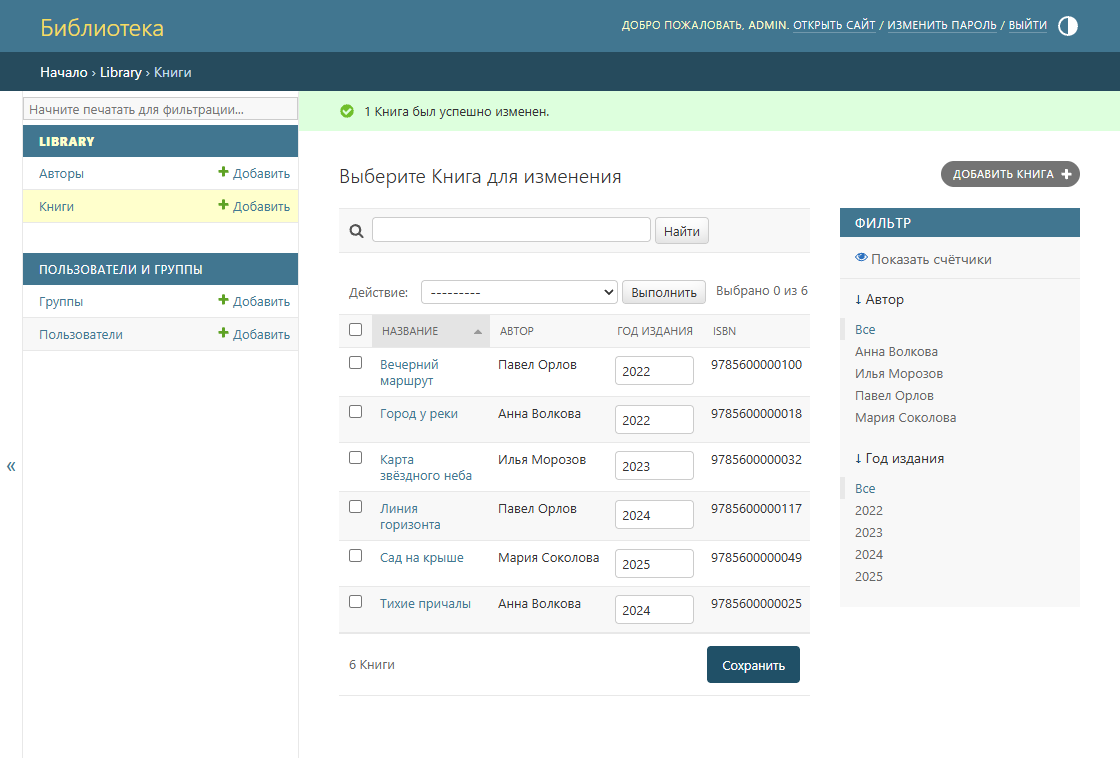 Библиотека
ДОБРО ПОЖАЛОВАТЬ, ADMIN. ОТКРЫТЬ САЙТ / ИЗМЕНИТЬ ПАРОЛЬ / ВЫЙТИ
Начало › Library › Книги
Начните печатать для фильтрации...
LIBRARY
Авторы Добавить
Книги Добавить
ПОЛЬЗОВАТЕЛИ И ГРУППЫ
Группы Добавить
Пользователи Добавить
«
1 Книга был успешно изменен.
Выберите Книга для изменения
ДОБАВИТЬ КНИГА
Найти
Действие: --------- Выполнить Выбрано 0 из 6
НАЗВАНИЕ АВТОР ГОД ИЗДАНИЯ ISBN
Вечерний маршрут Павел Орлов 2022 9785600000100
Город у реки Анна Волкова 2022 9785600000018
Карта звёздного неба Илья Морозов 2023 9785600000032
Линия горизонта Павел Орлов 2024 9785600000117
Сад на крыше Мария Соколова 2025 9785600000049
Тихие причалы Анна Волкова 2024 9785600000025
6 Книги Сохранить
ФИЛЬТР
Показать счётчики
↓ Автор
Все
Анна Волкова
Илья Морозов
Павел Орлов
Мария Соколова
↓ Год издания
Все
2022
2023
2024
2025